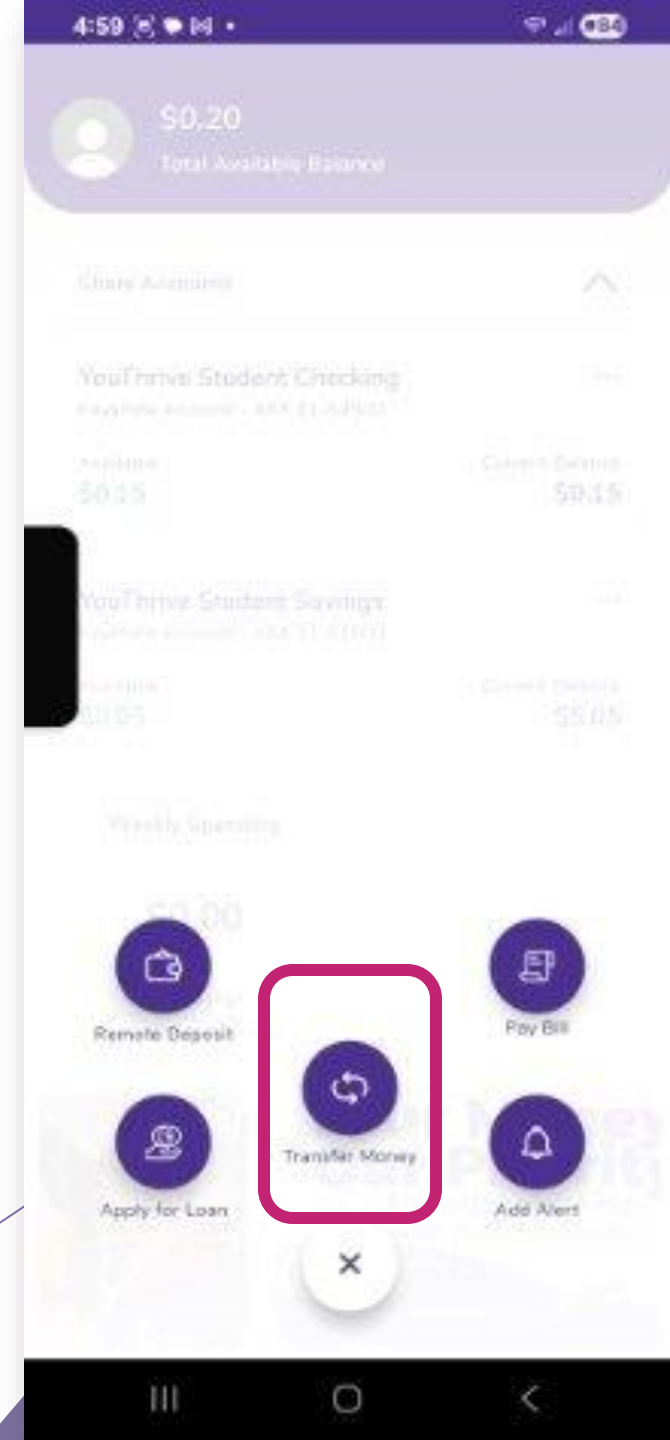 4:59
84
$0.20
Total Available Balance
Share Accounts
YouThrive Student Checking
Available
Current Balance
$0.15
$0.15
YouThrive Student Savings
Available
Current Balance
$0.05
$5.05
Weekly Spending
$0.00
Remote Deposit
Pay Bill
Transfer Money
Apply for Loan
Add Alert